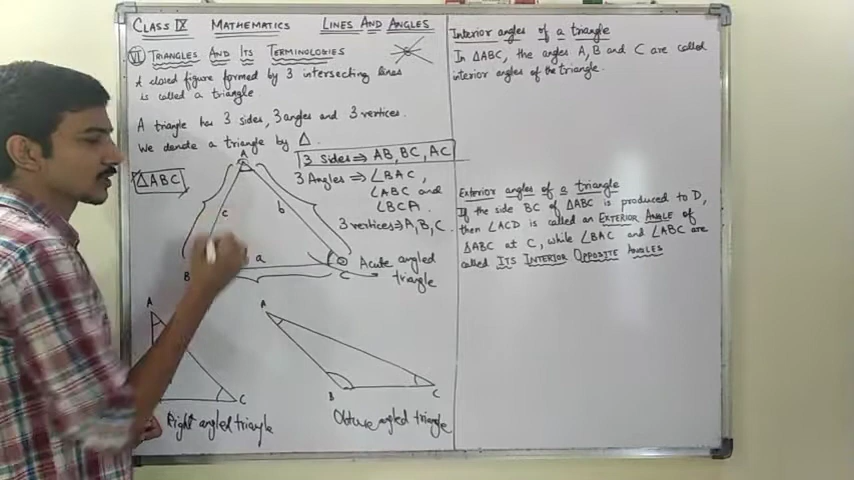 CLASS IX MATHEMATICS LINES AND ANGLES
VI TRIANGLES AND ITS TERMINOLOGIES
A closed figure formed by 3 intersecting lines
is called a triangle
A triangle has 3 sides, 3 angles and 3 vertices.
We denote a triangle by Δ.
ΔABC
3 Sides ⇒ AB, BC, AC
3 Angles ⇒ ∠BAC,
∠ABC and
∠BCA.
3 vertices ⇒ A, B, C.
A
c
b
B
a
C
Acute angled
triangle
A
C
Right angled triangle
A
B
C
Obtuse angled triangle
Interior angles of a triangle
In ΔABC, the angles A, B and C are called
interior angles of the triangle.
Exterior angles of a triangle
If the side BC of ΔABC is produced to D,
then ∠ACD is called an EXTERIOR ANGLE of
ΔABC at C, while ∠BAC and ∠ABC are
called ITS INTERIOR OPPOSITE ANGLES